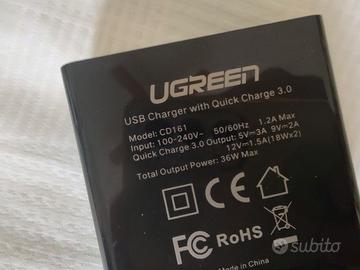 UGREEN
USB Charger with Quick Charge 3.0
Model: CD161
Input: 100-240V~ 50/60Hz 1.2A Max
Quick Charge 3.0 Output: 5V⎓3A 9V⎓2A
12V⎓1.5A(18Wx2)
Total Output Power: 36W Max
CE
FC RoHS
Made in China
subito